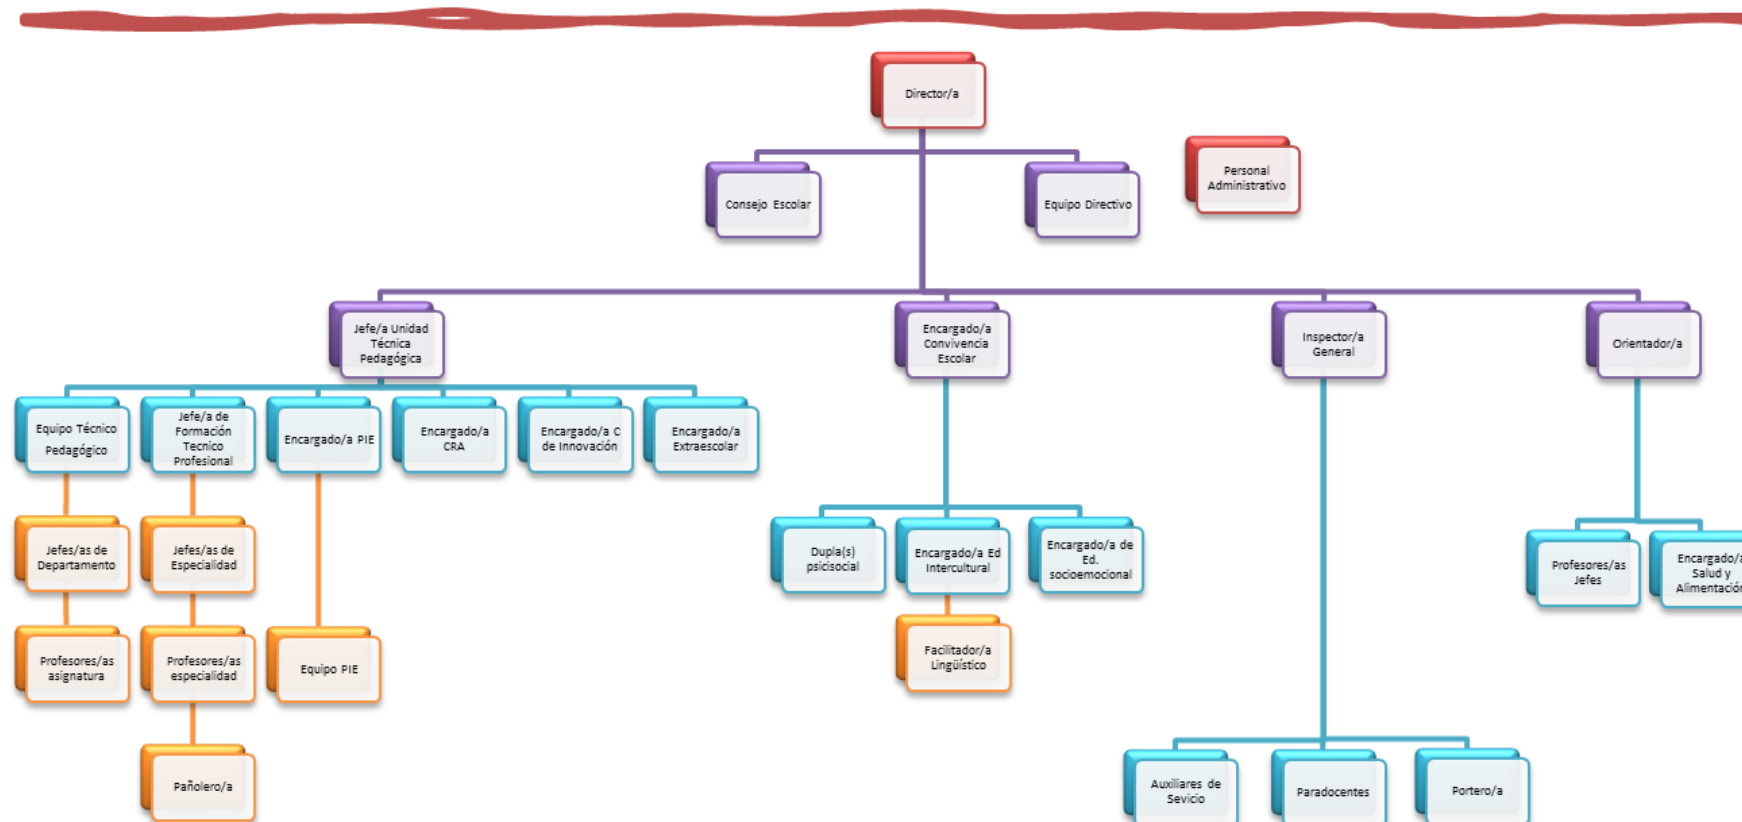 Director/a
Personal
Administrativo
Consejo Escolar
Equipo Directivo
Jefe/a Unidad
Técnica
Pedagógica
Encargado/a
Convivencia
Escolar
Inspector/a
General
Orientador/a
Equipo Técnico
Pedagógico
Jefe/a de
Formación
Tecnico
Profesional
Encargado/a PIE
Encargado/a
CRA
Encargado/a C
de Innovación
Encargado/a
Extraescolar
Jefes/as de
Departamento
Jefes/as de
Especialidad
Dupla(s)
psicisocial
Encargado/a Ed
Intercultural
Encargado/a de
Ed.
socioemocional
Profesores/as
Jefes
Encargado/a
Salud y
Alimentación
Profesores/as
asignatura
Profesores/as
especialidad
Equipo PIE
Facilitador/a
Lingüístico
Pañolero/a
Auxiliares de
Sevicio
Paradocentes
Portero/a